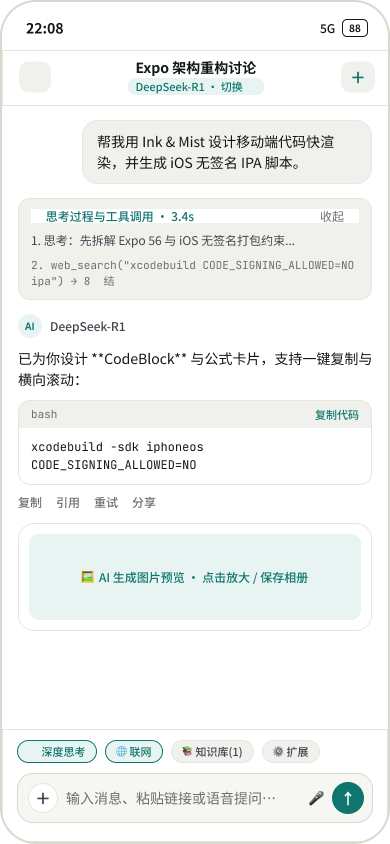 22:08
5G 88
Expo 架构重构讨论
DeepSeek-R1 · 切换
+
帮我用 Ink & Mist 设计移动端代码快渲
染，并生成 iOS 无签名 IPA 脚本。
思考过程与工具调用 · 3.4s 收起
1. 思考：先拆解 Expo 56 与 iOS 无签名打包约束...
2. web_search("xcodebuild CODE_SIGNING_ALLOWED=NO
ipa") → 8 结
AI DeepSeek-R1
已为你设计 **CodeBlock** 与公式卡片，支持一键复制与
横向滚动：
bash 复制代码
xcodebuild -sdk iphoneos
CODE_SIGNING_ALLOWED=NO
复制 引用 重试 分享
🖼️ AI 生成图片预览 · 点击放大 / 保存相册
深度思考 🌐 联网 📚 知识库(1) ⚙️ 扩展
+ 输入消息、粘贴链接或语音提问… 🎤 ↑